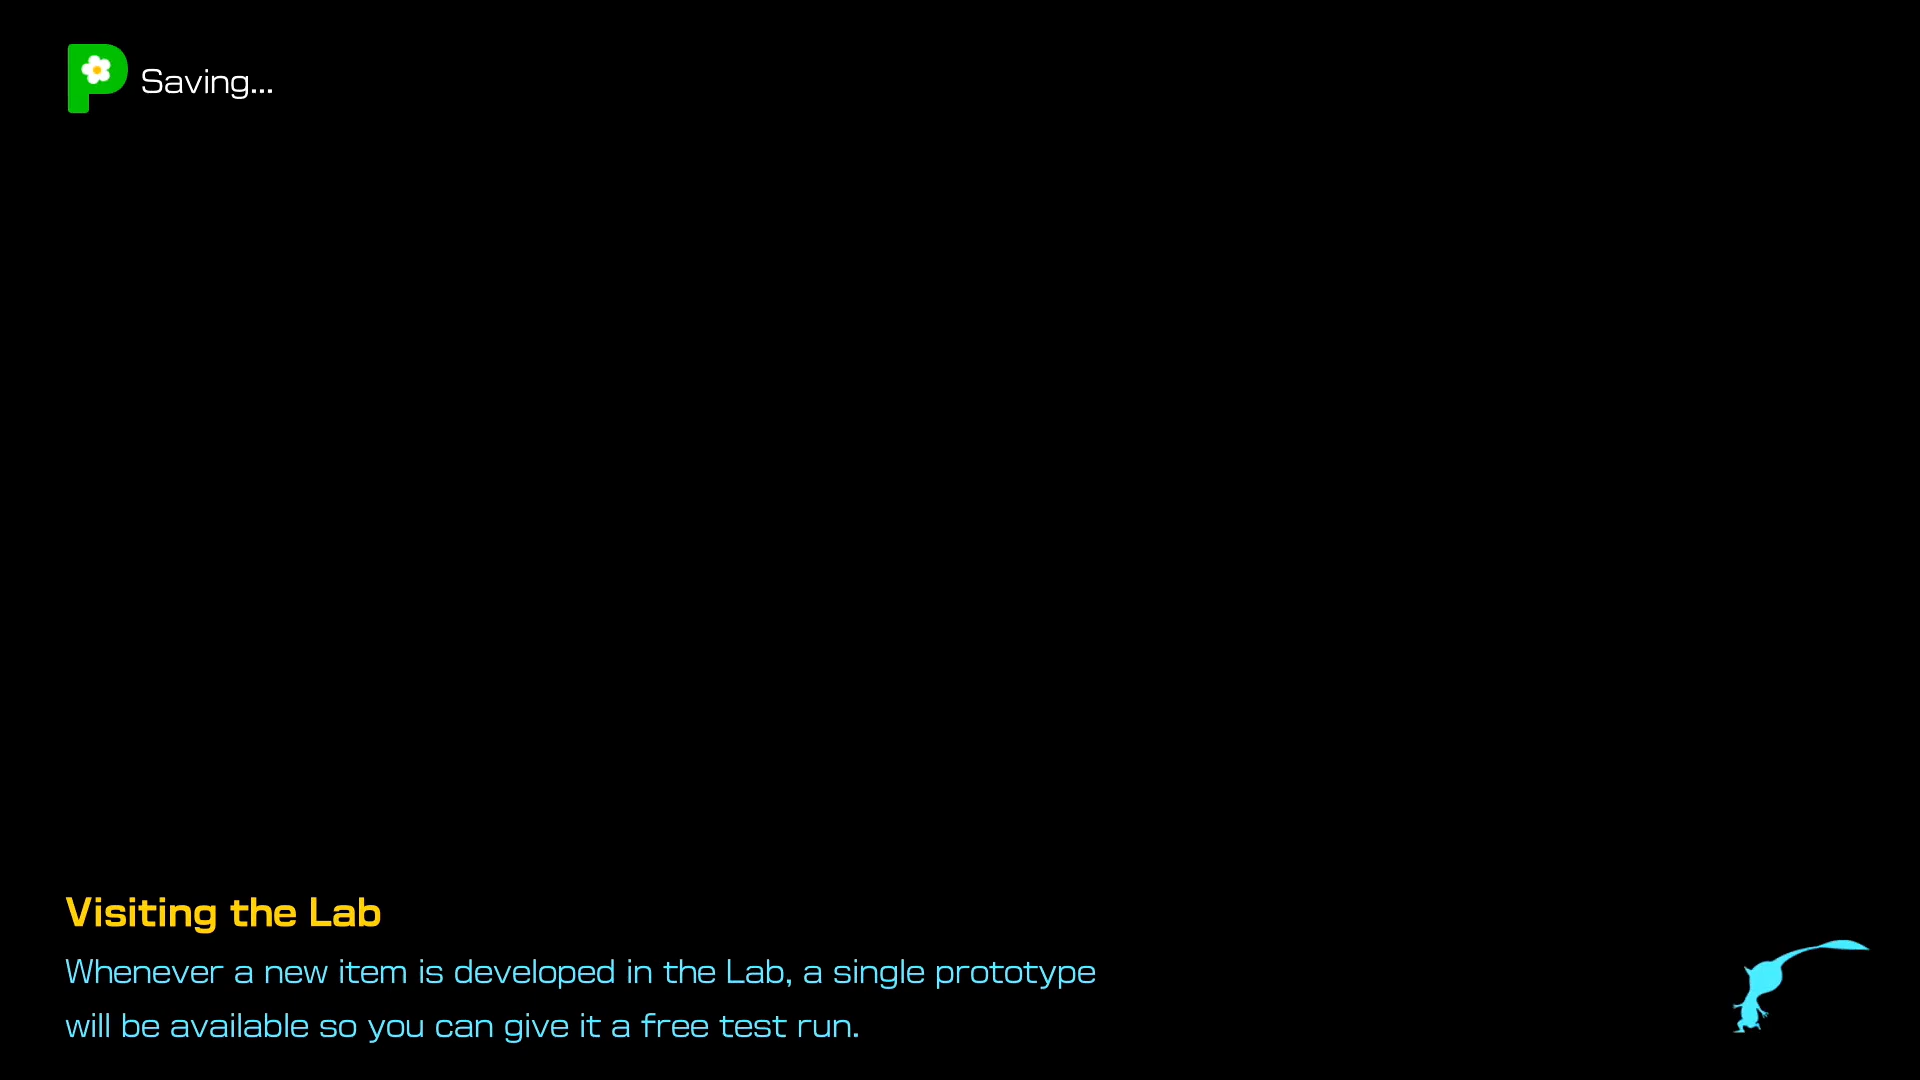 P Saving...
Visiting the Lab
Whenever a new item is developed in the Lab, a single prototype
will be available so you can give it a free test run.